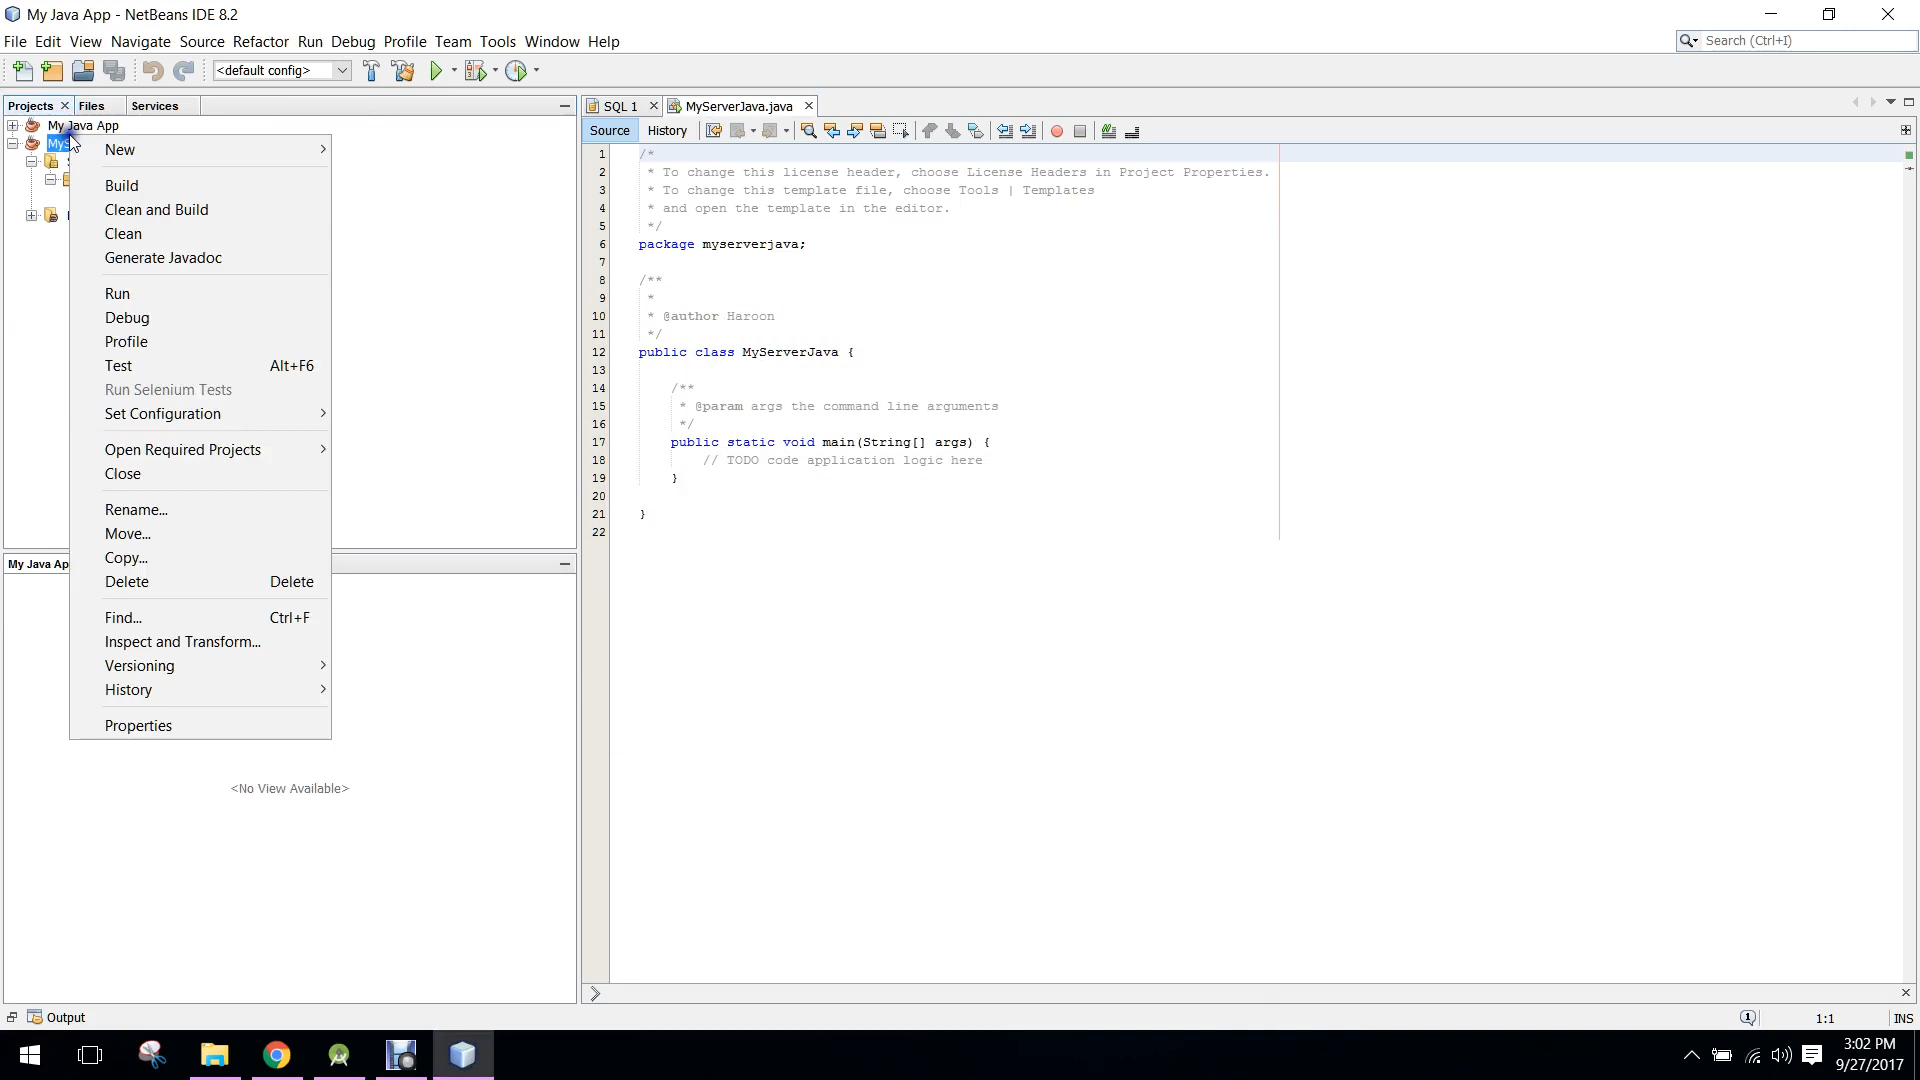 My Java App - NetBeans IDE 8.2
File Edit View Navigate Source Refactor Run Debug Profile Team Tools Window Help
Search (Ctrl+I)
<default config>
Projects Files Services
My Java App
MyS
New
Build
Clean and Build
Clean
Generate Javadoc
Run
Debug
Profile
Test Alt+F6
Run Selenium Tests
Set Configuration
Open Required Projects
Close
Rename...
Move...
Copy...
Delete Delete
Find... Ctrl+F
Inspect and Transform...
Versioning
History
Properties
My Java Ap
<No View Available>
SQL 1 MyServerJava.java
Source History
1 /*
2 * To change this license header, choose License Headers in Project Properties.
3 * To change this template file, choose Tools | Templates
4 * and open the template in the editor.
5 */
6 package myserverjava;
7
8 /**
9 *
10 * @author Haroon
11 */
12 public class MyServerJava {
13
14 /**
15 * @param args the command line arguments
16 */
17 public static void main(String[] args) {
18 // TODO code application logic here
19 }
20
21 }
22
Output
1 1:1 INS
3:02 PM
9/27/2017